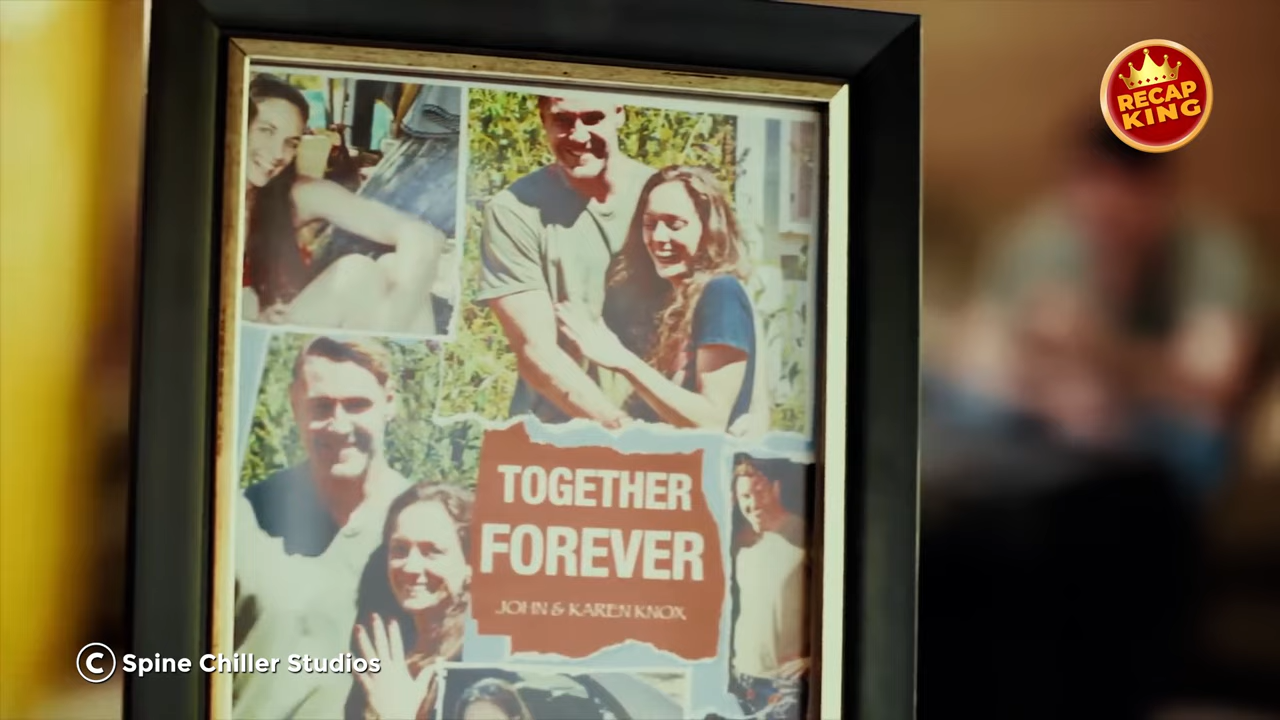 RECAP
KING
TOGETHER
FOREVER
JOHN & KAREN KNOX
© Spine Chiller Studios